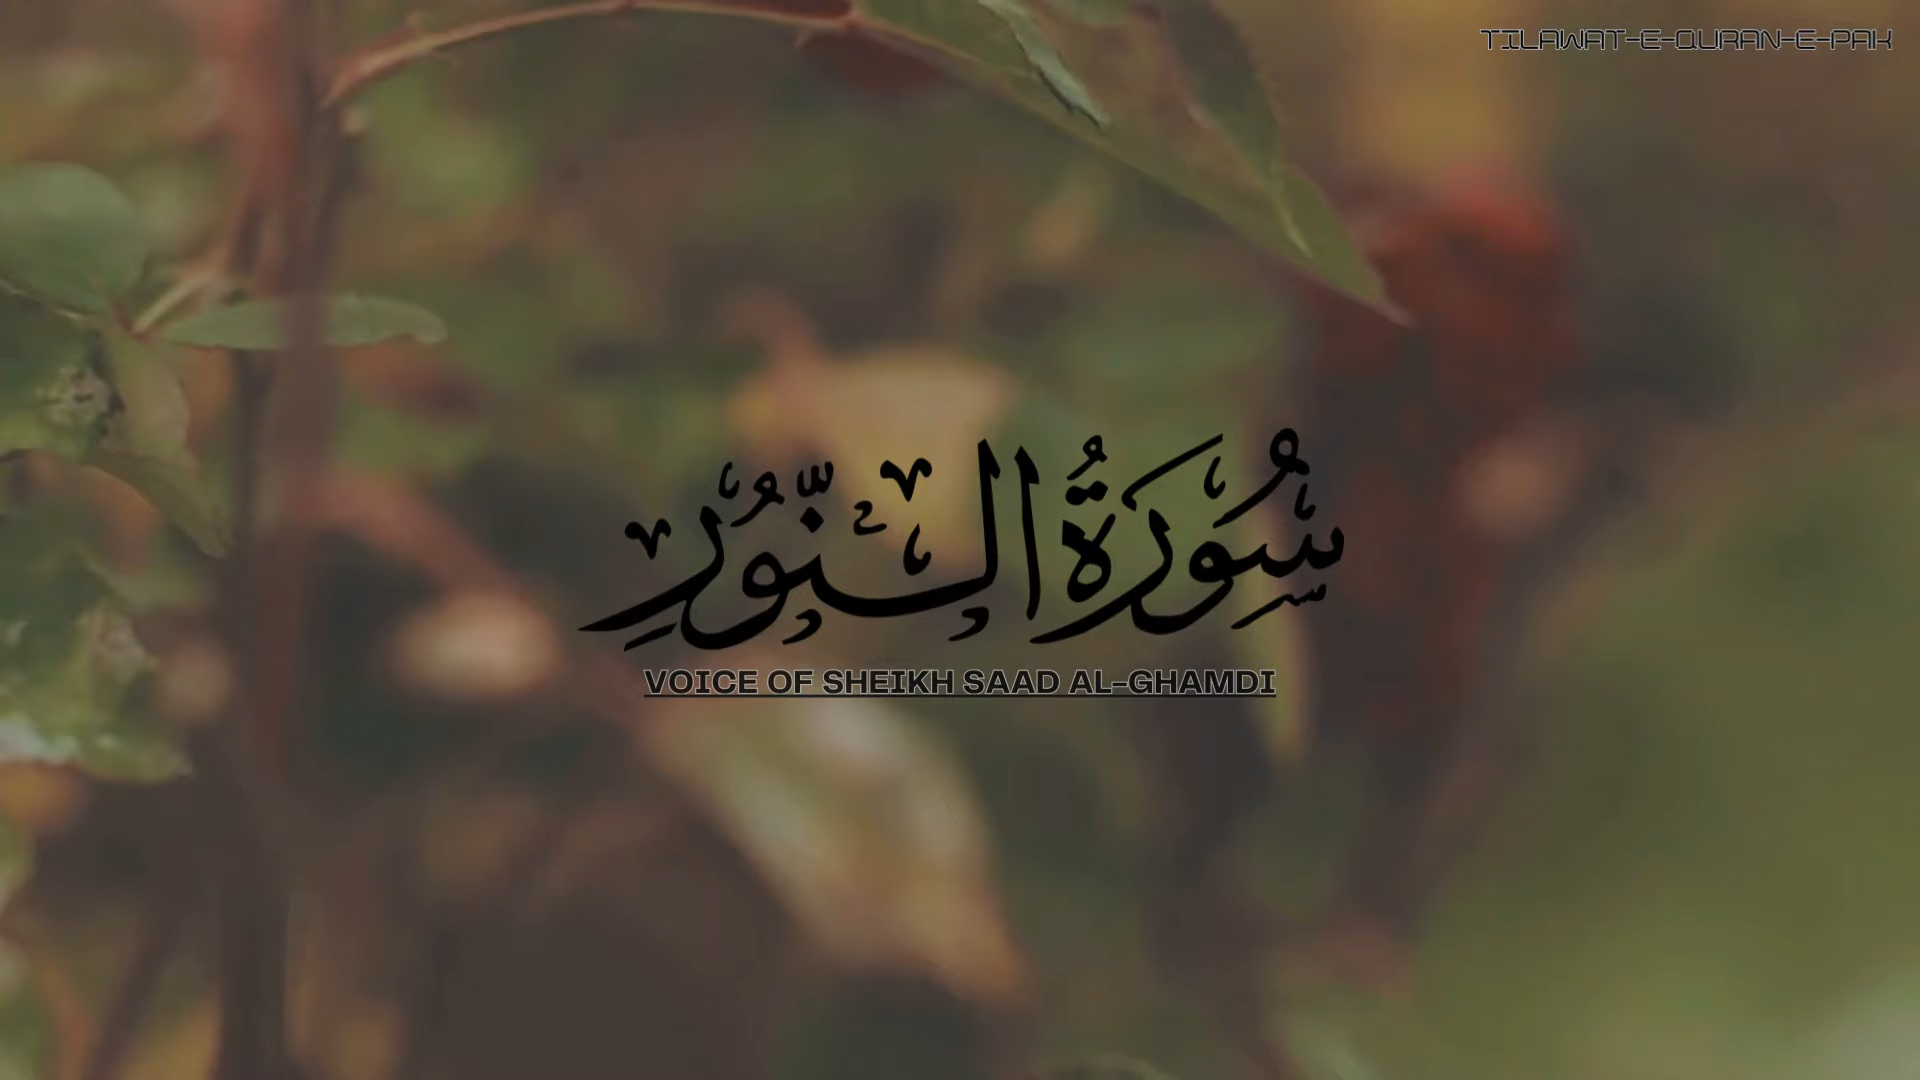 TILAWAT-E-QURAN-E-PAK
سُورَةُ النُّورِ
VOICE OF SHEIKH SAAD AL-GHAMDI